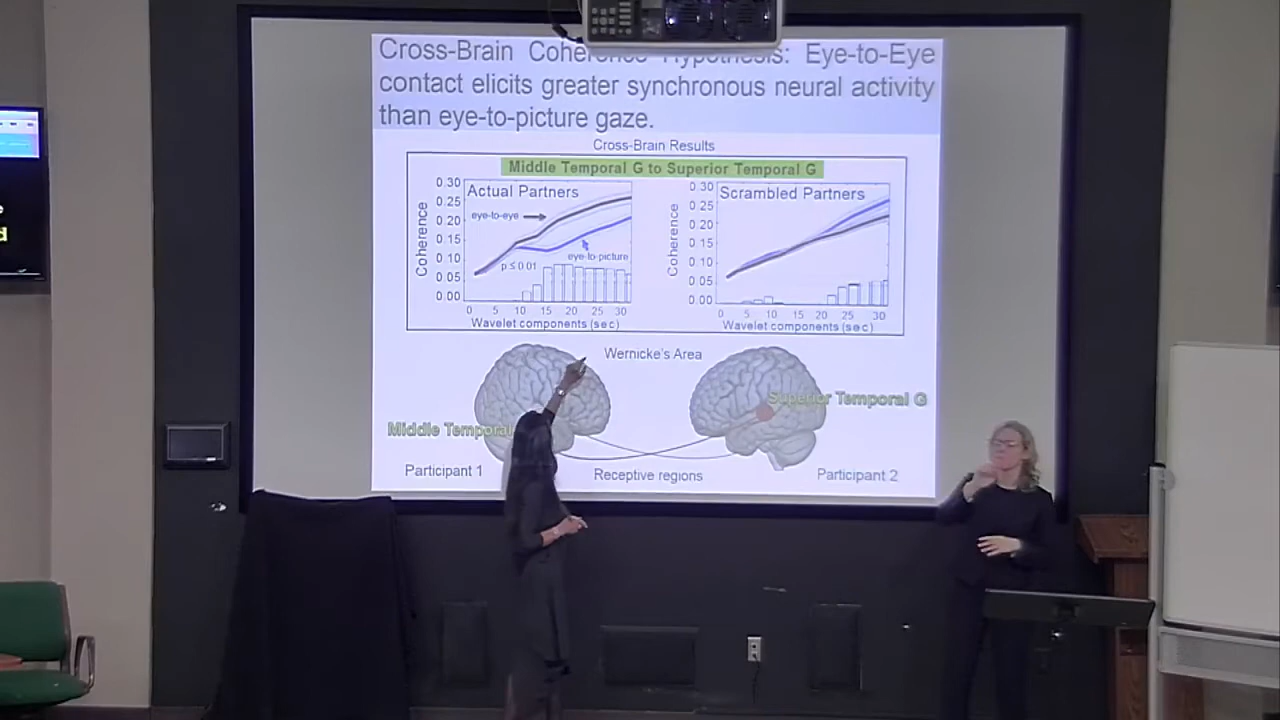 Cross-Brain Coherence Hypothesis: Eye-to-Eye
contact elicits greater synchronous neural activity
than eye-to-picture gaze.
Cross-Brain Results
Middle Temporal G to Superior Temporal G
Actual Partners
eye-to-eye
eye-to-picture
p ≤ 0.01
Coherence
0.30
0.25
0.20
0.15
0.10
0.05
0.00
0 5 10 15 20 25 30
Wavelet components (sec)
Scrambled Partners
Coherence
0.30
0.25
0.20
0.15
0.10
0.05
0.00
0 5 10 15 20 25 30
Wavelet components (sec)
Wernicke's Area
Superior Temporal G
Middle Temporal
Participant 1
Receptive regions
Participant 2